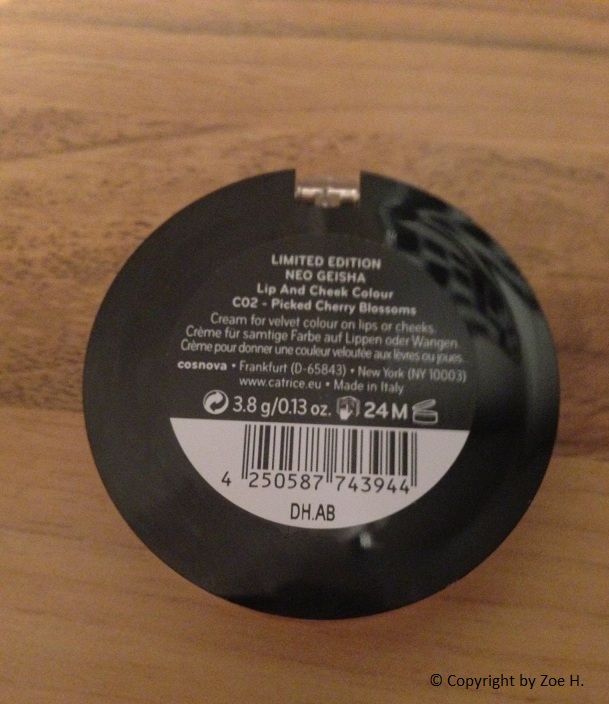 LIMITED EDITION
NEO GEISHA
Lip And Cheek Colour
C02 - Picked Cherry Blossoms
Cream for velvet colour on lips or cheeks.
Crème für samtige Farbe auf Lippen oder Wangen.
Crème pour donner une couleur veloutée aux lèvres ou joues.
cosnova • Frankfurt (D-65843) • New York (NY 10003)
www.catrice.eu • Made in Italy
3.8 g/0.13 oz. 24 M
4 250587 743944
DH.AB
© Copyright by Zoe H.